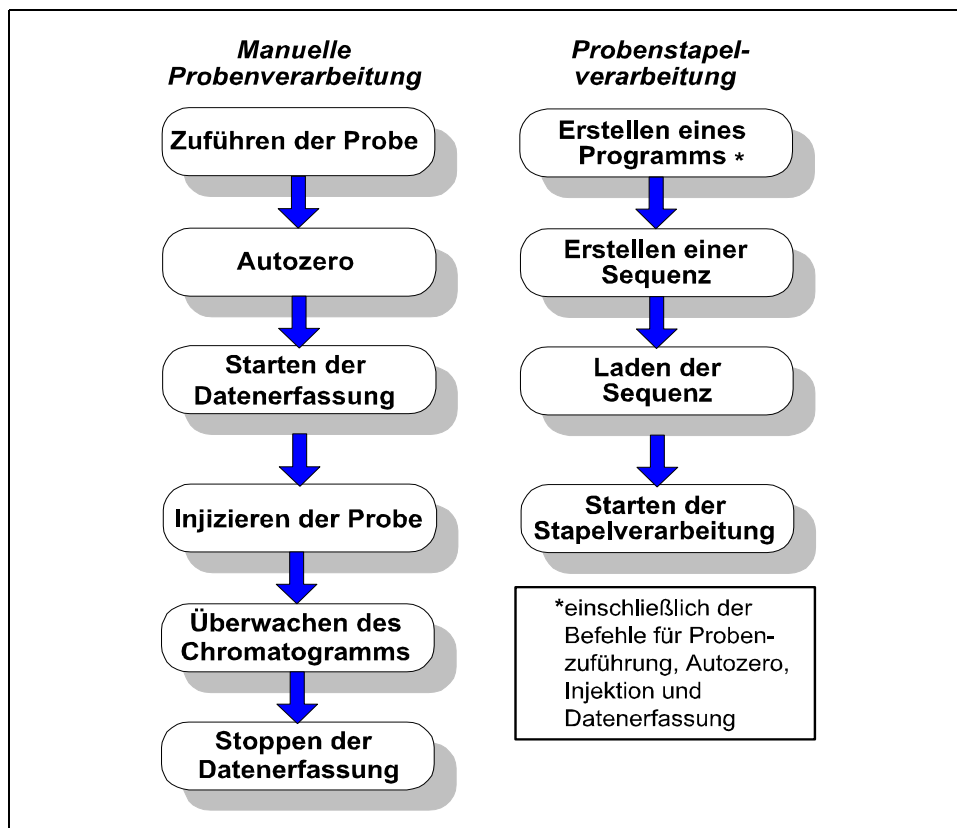 Manuelle
Probenverarbeitung
Zuführen der Probe
Autozero
Starten der
Datenerfassung
Injizieren der Probe
Überwachen des
Chromatogramms
Stoppen der
Datenerfassung
Probenstapel-
verarbeitung
Erstellen eines
Programms *
Erstellen einer
Sequenz
Laden der
Sequenz
Starten der
Stapelverarbeitung
*einschließlich der
Befehle für Proben-
zuführung, Autozero,
Injektion und
Datenerfassung